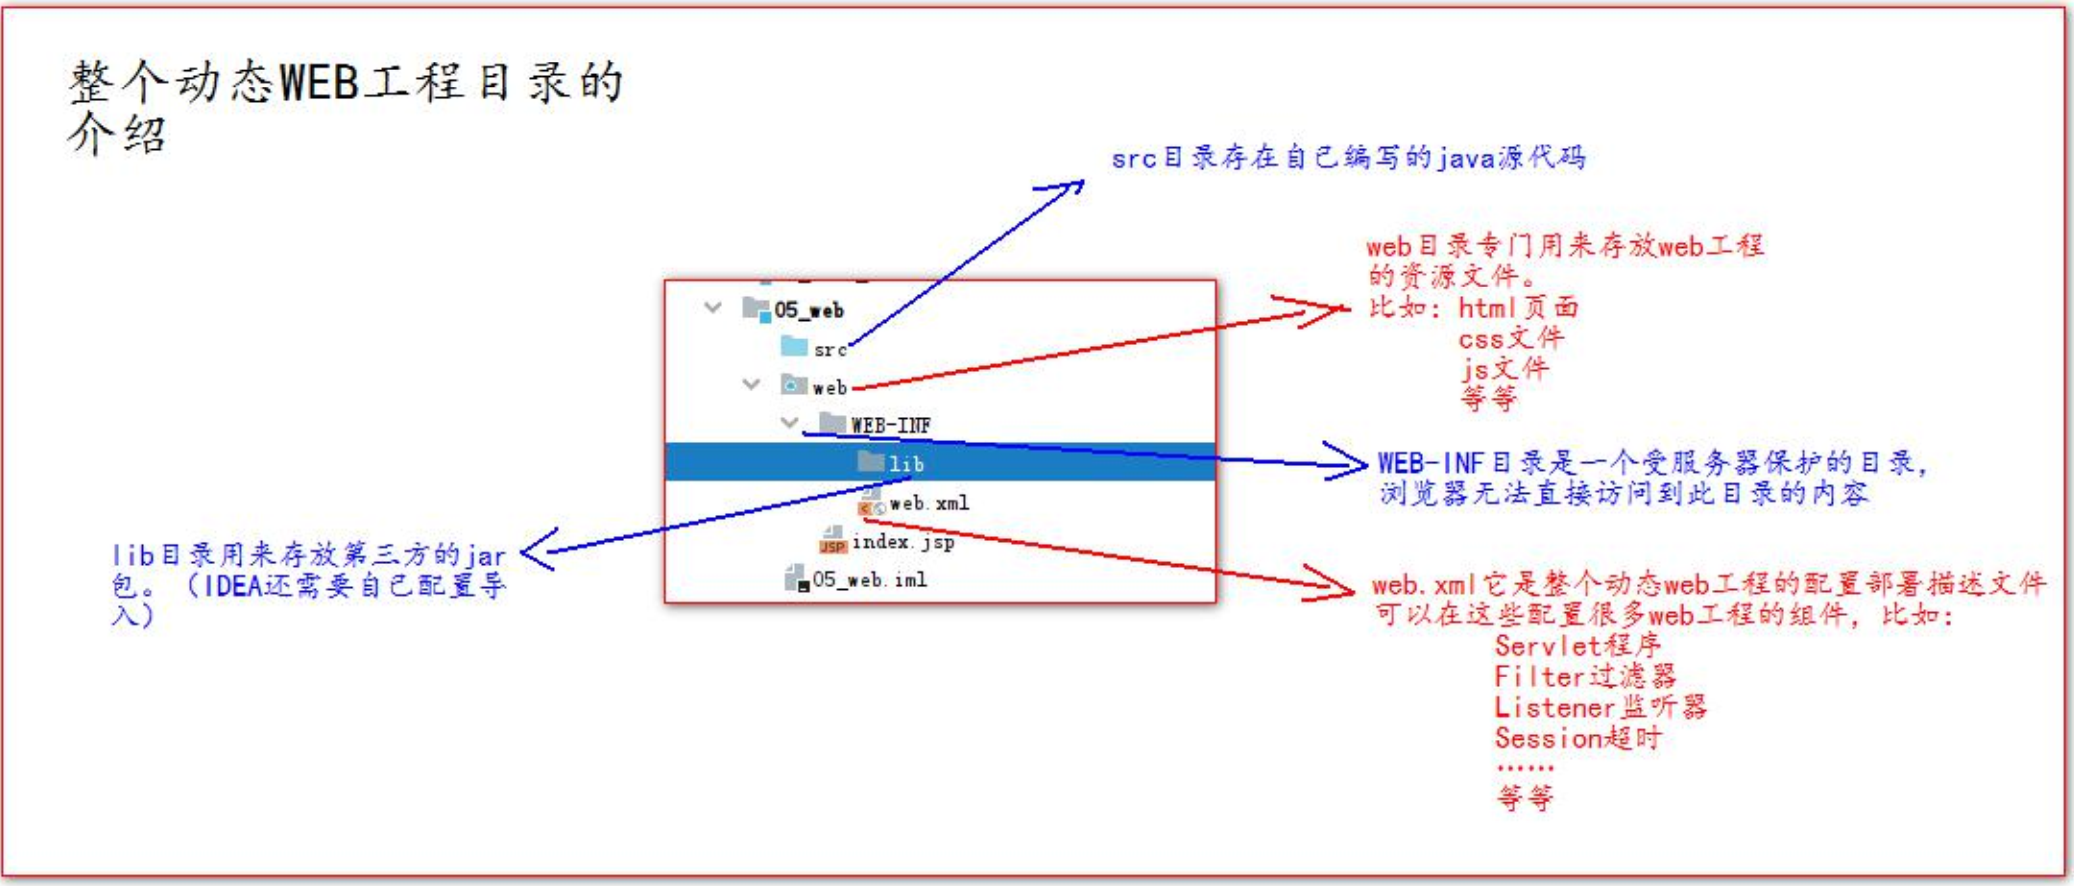 整个动态WEB工程目录的
介绍
src目录存在自己编写的java源代码
web目录专门用来存放web工程
的资源文件。
比如：html页面
css文件
js文件
等等
05_web
src
web
WEB-INF
lib
web.xml
index.jsp
05_web.iml
WEB-INF目录是一个受服务器保护的目录，
浏览器无法直接访问到此目录的内容
lib目录用来存放第三方的jar
包。（IDEA还需要自己配置导
入）
web.xml它是整个动态web工程的配置部署描述文件
可以在这些配置很多web工程的组件，比如：
Servlet程序
Filter过滤器
Listener监听器
Session超时
……
等等